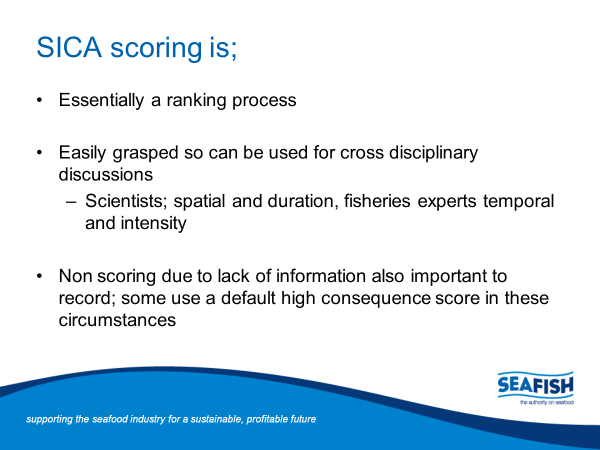 SICA scoring is;
• Essentially a ranking process
• Easily grasped so can be used for cross disciplinary
discussions
– Scientists; spatial and duration, fisheries experts temporal
and intensity
• Non scoring due to lack of information also important to
record; some use a default high consequence score in these
circumstances
SEAFISH
the authority on seafood
supporting the seafood industry for a sustainable, profitable future